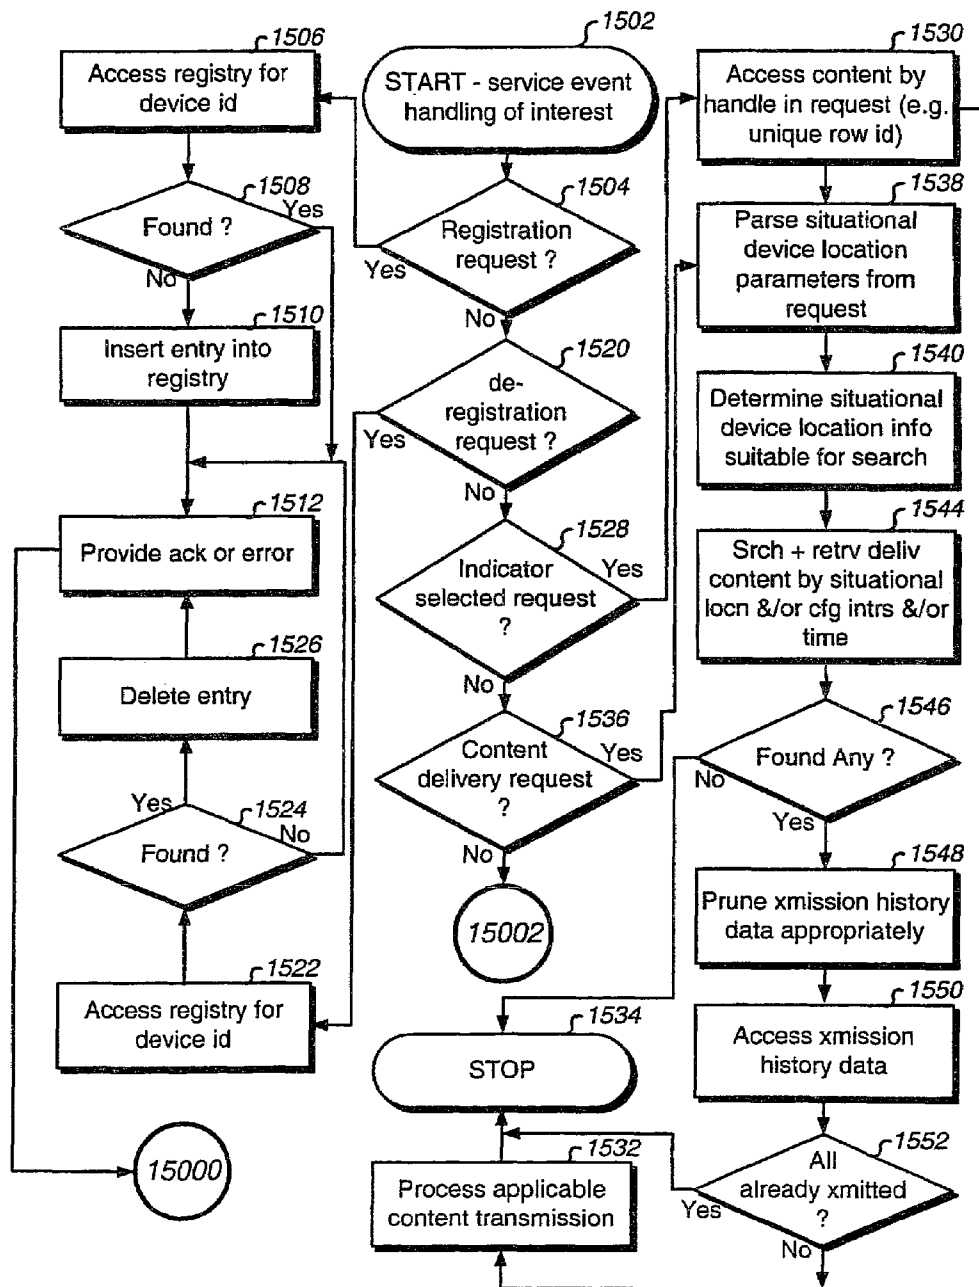 1506
Access registry for
device id
1508
Found ?
Yes
No
1510
Insert entry into
registry
1512
Provide ack or error
1526
Delete entry
Yes
1524
Found ?
No
1522
Access registry for
device id
15000
1502
START - service event
handling of interest
1504
Registration
request ?
Yes
No
1520
de-
registration
request ?
Yes
No
1528
Indicator
selected request
?
Yes
No
1536
Content
delivery request
?
Yes
No
15002
1534
STOP
1532
Process applicable
content transmission
1530
Access content by
handle in request (e.g.
unique row id)
1538
Parse situational
device location
parameters from
request
1540
Determine situational
device location info
suitable for search
1544
Srch + retrv deliv
content by situational
locn &/or cfg intrs &/or
time
1546
Found Any ?
No
Yes
1548
Prune xmission history
data appropriately
1550
Access xmission
history data
1552
All
already xmitted
?
Yes
No